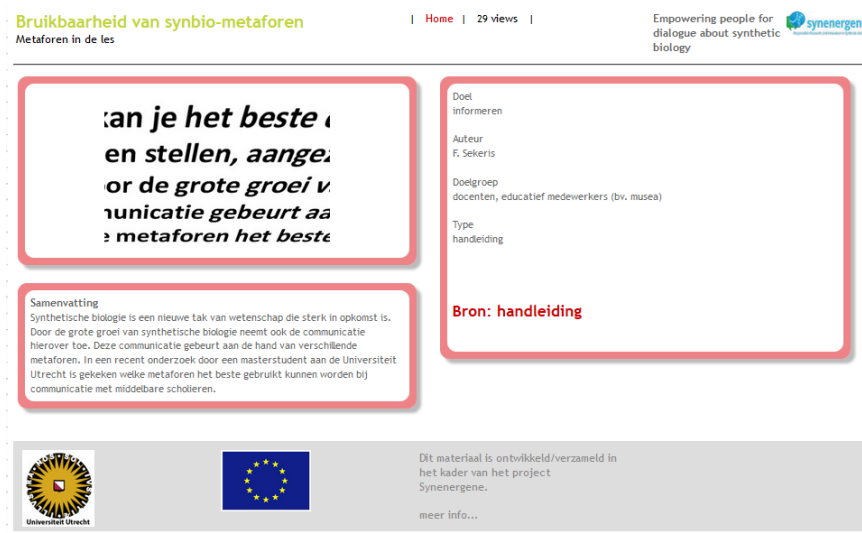 Bruikbaarheid van synbio-metaforen
Metaforen in de les
| Home | 29 views |
Empowering people for
dialogue about synthetic
biology
synenergen
kan je het beste
en stellen, aangez
or de grote groei v
unicatie gebeurt aa
e metaforen het beste
Samenvatting
Synthetische biologie is een nieuwe tak van wetenschap die sterk in opkomst is.
Door de grote groei van synthetische biologie neemt ook de communicatie
hierover toe. Deze communicatie gebeurt aan de hand van verschillende
metaforen. In een recent onderzoek door een masterstudent aan de Universiteit
Utrecht is gekeken welke metaforen het beste gebruikt kunnen worden bij
communicatie met middelbare scholieren.
Doel
informeren
Auteur
F. Sekeris
Doelgroep
docenten, educatief medewerkers (bv. musea)
Type
handleiding
Bron: handleiding
Universiteit Utrecht
Dit materiaal is ontwikkeld/verzameld in
het kader van het project
Synenergene.
meer info...